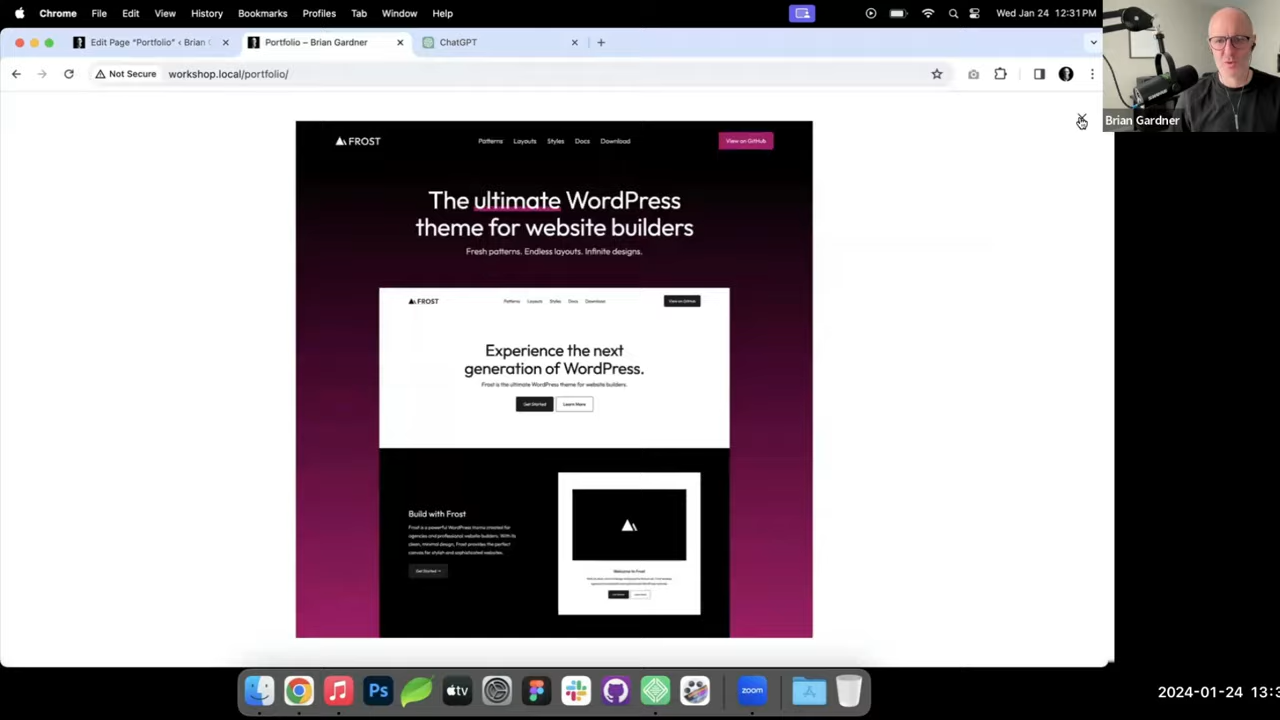 Chrome File Edit View History Bookmarks Profiles Tab Window Help Wed Jan 24 12:31 PM
Edit Page "Portfolio" ‹ Brian G
Portfolio – Brian Gardner
ChatGPT
Not Secure workshop.local/portfolio/
Brian Gardner
FROST Patterns Layouts Styles Docs Download View on GitHub
The ultimate WordPress
theme for website builders
Fresh patterns. Endless layouts. Infinite designs.
FROST Patterns Layouts Styles Docs Download View on GitHub
Experience the next
generation of WordPress.
Frost is the ultimate WordPress theme for website builders.
Get Started Learn More
Build with Frost
Frost is a powerful WordPress theme created for
agencies and professional website builders. With its
clean, minimal design, Frost provides the perfect
canvas for stylish and sophisticated websites.
Get Started →
Welcome to Frost
Ps
tv
zoom
2024-01-24 13:3